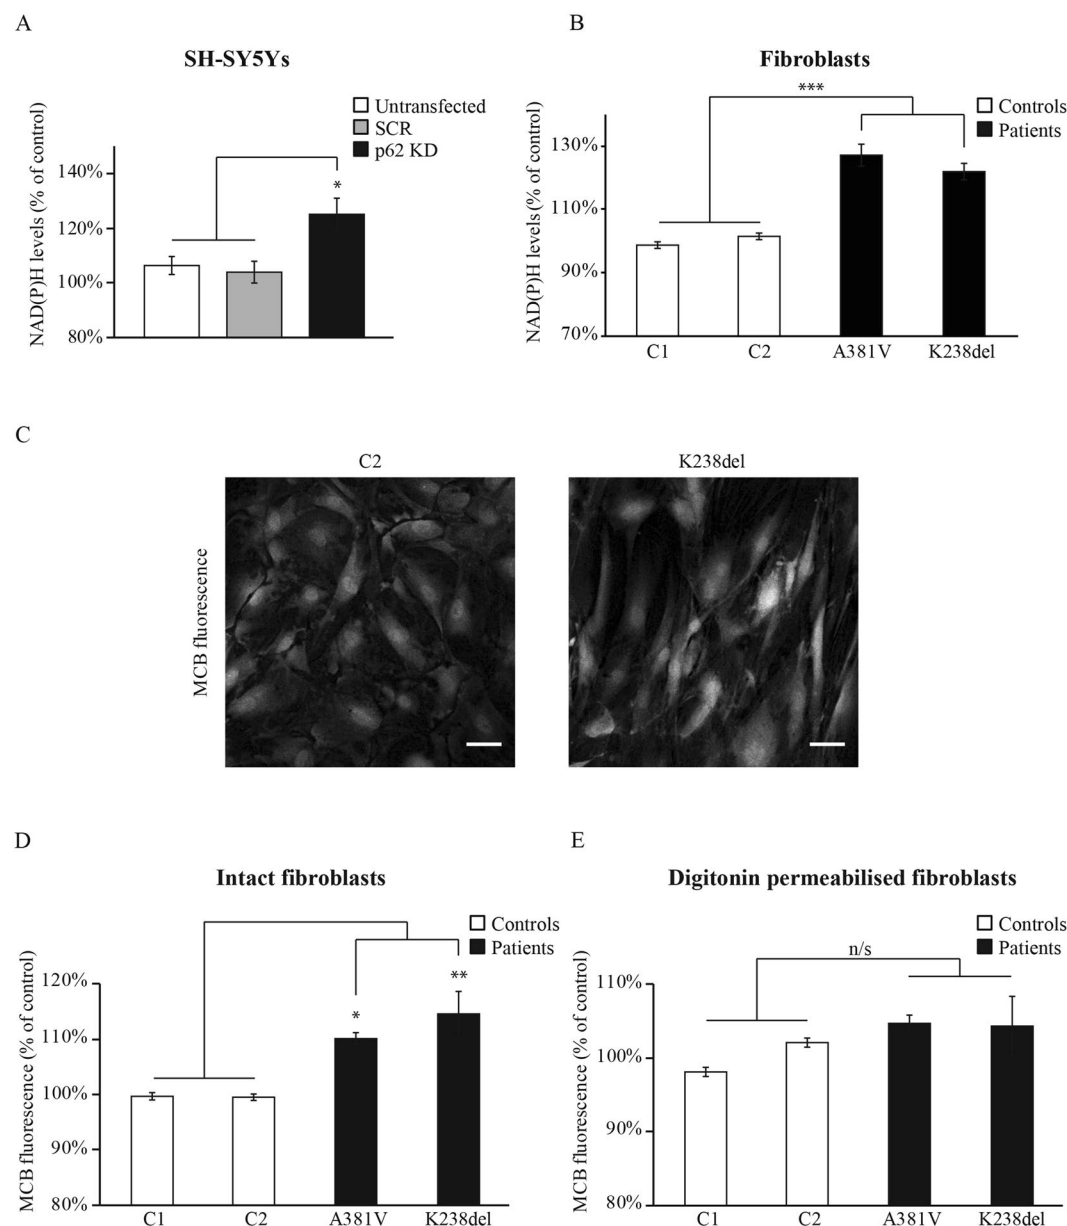 A
SH-SY5Ys
Untransfected
SCR
p62 KD
NAD(P)H levels (% of control)
140%
120%
100%
80%
*
B
Fibroblasts
***
Controls
Patients
NAD(P)H levels (% of control)
130%
110%
90%
70%
C1 C2 A381V K238del
C
C2 K238del
MCB fluorescence
D
Intact fibroblasts
Controls
Patients
MCB fluorescence (% of control)
120%
110%
100%
90%
80%
* **
C1 C2 A381V K238del
E
Digitonin permeabilised fibroblasts
Controls
Patients
n/s
MCB fluorescence (% of control)
110%
100%
90%
80%
C1 C2 A381V K238del